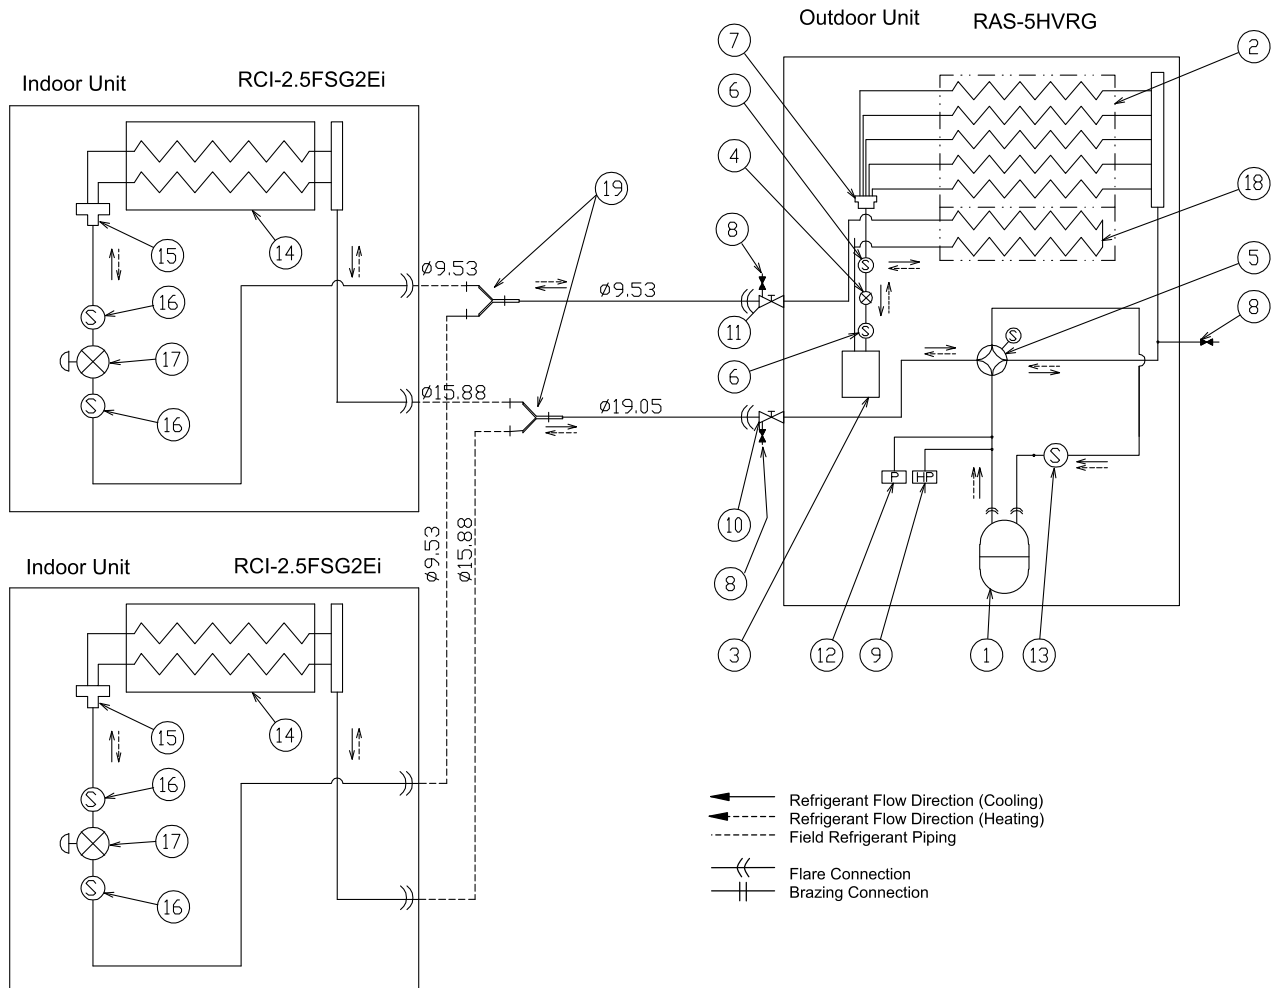 Outdoor Unit RAS-5HVRG
Indoor Unit RCI-2.5FSG2Ei
7
2
6
4
19
18
15
14
8
5
ø9.53
ø9.53
16
11
8
17
6
16
ø15.88
ø19.05
3
P HP
10
13
ø9.53
ø15.88
8
1
12
9
Indoor Unit RCI-2.5FSG2Ei
15
14
16
17
16
Refrigerant Flow Direction (Cooling)
Refrigerant Flow Direction (Heating)
Field Refrigerant Piping
Flare Connection
Brazing Connection
S
S
S
S
S
S
S
S